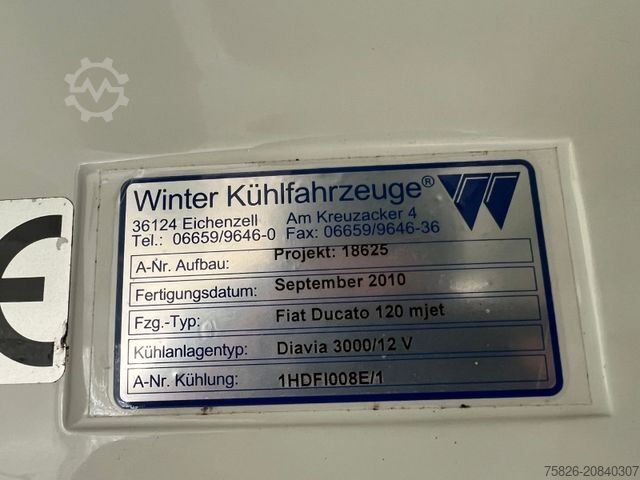 Winter Kühlfahrzeuge®
36124 Eichenzell Am Kreuzacker 4
Tel.: 06659/9646-0 Fax: 06659/9646-36
A-Nr. Aufbau: Projekt: 18625
Fertigungsdatum: September 2010
Fzg.-Typ: Fiat Ducato 120 mjet
Kühlanlagentyp: Diavia 3000/12 V
A-Nr. Kühlung: 1HDFI008E/1
CE
75826-20840307